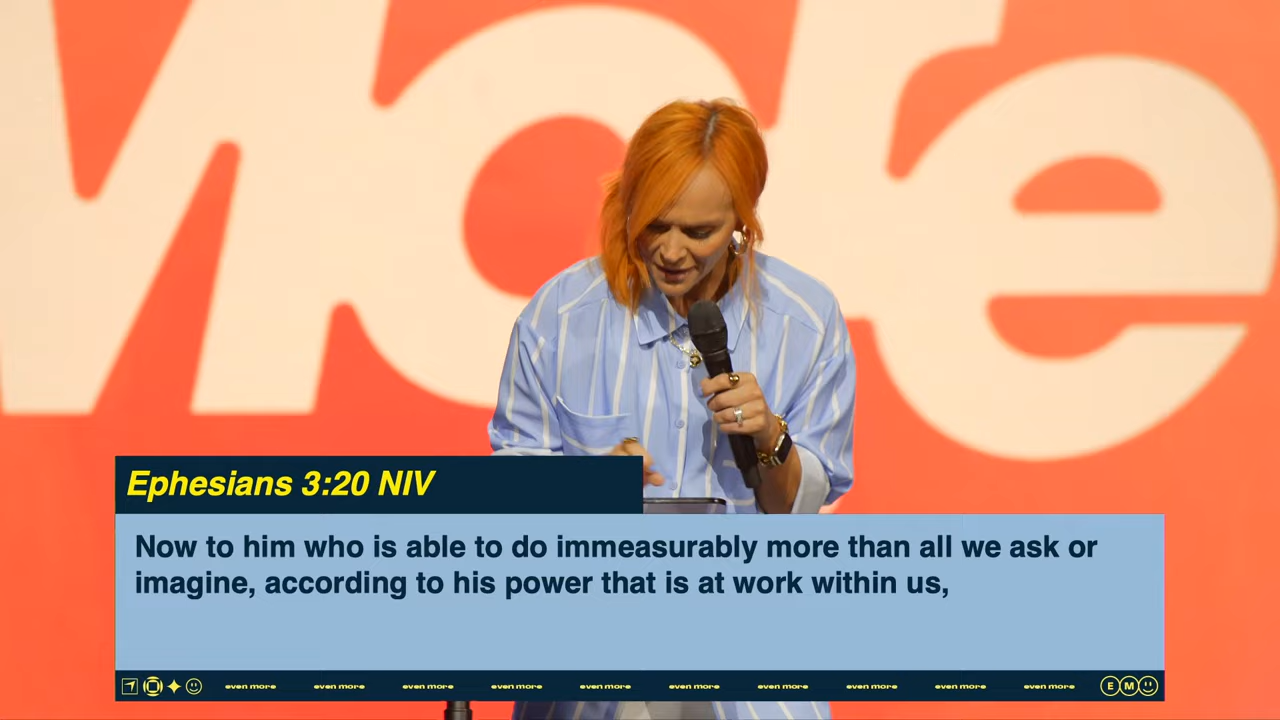 More
Ephesians 3:20 NIV
Now to him who is able to do immeasurably more than all we ask or
imagine, according to his power that is at work within us,
even more even more even more even more even more even more even more even more even more even more E M